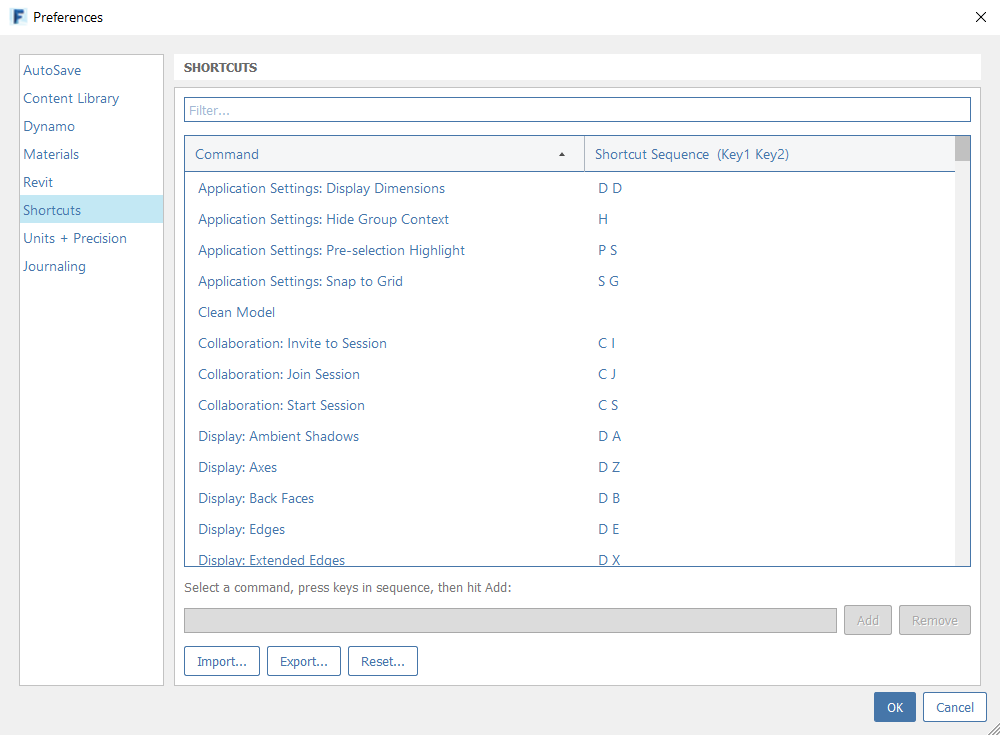 Preferences
AutoSave
Content Library
Dynamo
Materials
Revit
Shortcuts
Units + Precision
Journaling
SHORTCUTS
Filter...
Command Shortcut Sequence (Key1 Key2)
Application Settings: Display Dimensions D D
Application Settings: Hide Group Context H
Application Settings: Pre-selection Highlight P S
Application Settings: Snap to Grid S G
Clean Model
Collaboration: Invite to Session C I
Collaboration: Join Session C J
Collaboration: Start Session C S
Display: Ambient Shadows D A
Display: Axes D Z
Display: Back Faces D B
Display: Edges D E
Display: Extended Edges D X
Select a command, press keys in sequence, then hit Add:
Add Remove
Import... Export... Reset...
OK Cancel